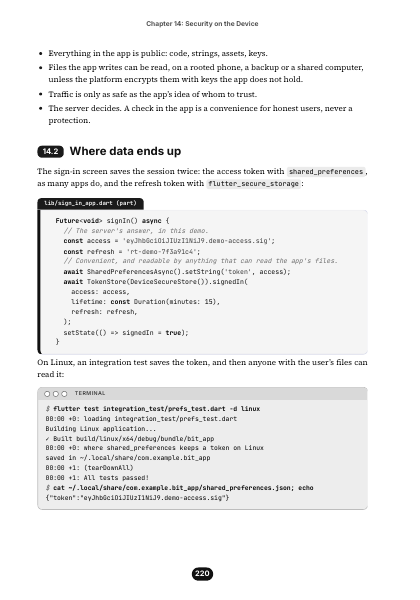 Chapter 14: Security on the Device
• Everything in the app is public: code, strings, assets, keys.
• Files the app writes can be read, on a rooted phone, a backup or a shared computer,
unless the platform encrypts them with keys the app does not hold.
• Traffic is only as safe as the app's idea of whom to trust.
• The server decides. A check in the app is a convenience for honest users, never a
protection.
14.2 Where data ends up
The sign-in screen saves the session twice: the access token with shared_preferences,
as many apps do, and the refresh token with flutter_secure_storage:
lib/sign_in_app.dart (part)
Future<void> signIn() async {
// The server's answer, in this demo.
const access = 'eyJhbGciOiJIUzI1NiJ9.demo-access.sig';
const refresh = 'rt-demo-7f3a91c4';
// Convenient, and readable by anything that can read the app's files.
await SharedPreferencesAsync().setString('token', access);
await TokenStore(DeviceSecureStore()).signedIn(
access: access,
lifetime: const Duration(minutes: 15),
refresh: refresh,
);
setState(() => signedIn = true);
}
On Linux, an integration test saves the token, and then anyone with the user's files can
read it:
TERMINAL
$ flutter test integration_test/prefs_test.dart -d linux
00:00 +0: loading integration_test/prefs_test.dart
Building Linux application...
✓ Built build/linux/x64/debug/bundle/bit_app
00:00 +0: where shared_preferences keeps a token on Linux
saved in ~/.local/share/com.example.bit_app
00:00 +1: (tearDownAll)
00:00 +1: All tests passed!
$ cat ~/.local/share/com.example.bit_app/shared_preferences.json; echo
{"token":"eyJhbGciOiJIUzI1NiJ9.demo-access.sig"}
220